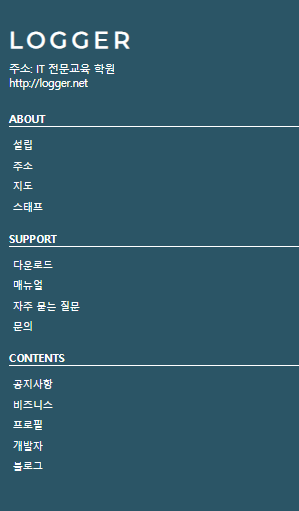 LOGGER
주소: IT 전문교육 학원
http://logger.net
ABOUT
설립
주소
지도
스태프
SUPPORT
다운로드
매뉴얼
자주 묻는 질문
문의
CONTENTS
공지사항
비즈니스
프로필
개발자
블로그